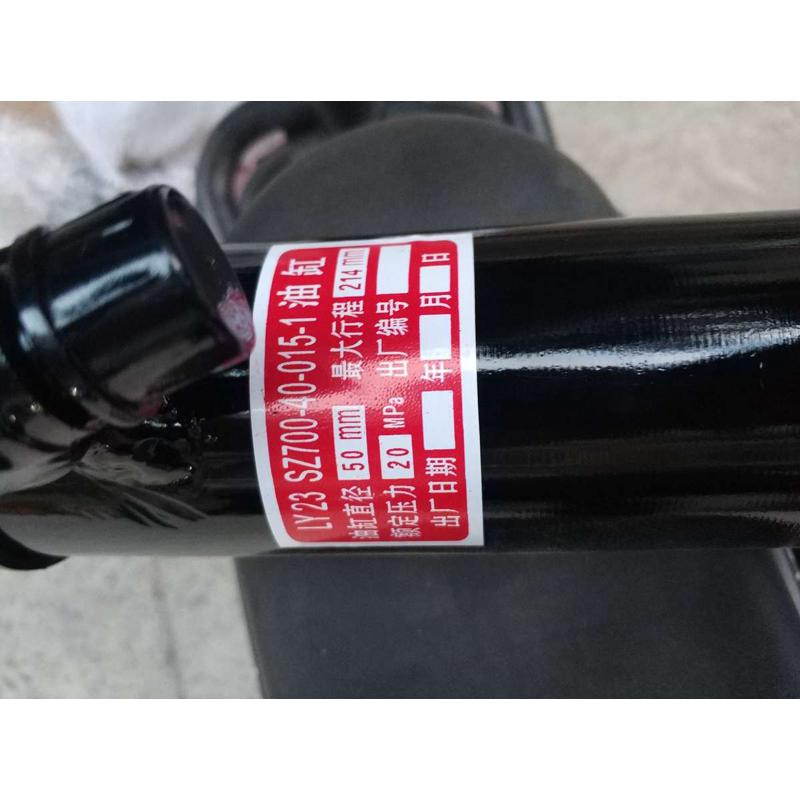 LY23 SZ700-40-015-1 油缸
油缸直径 50 mm 最大行程 214 mm
额定压力 20 MPa 出厂编号
出厂日期 年 月 日